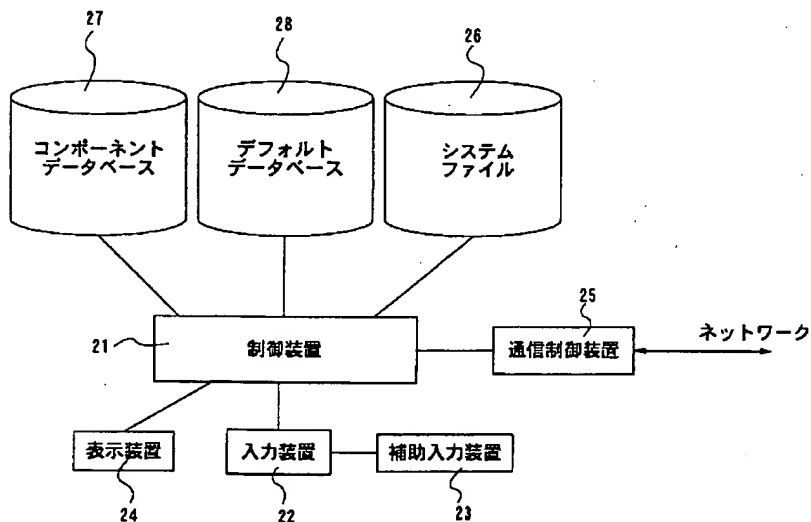 27
28
26
コンポーネント
データベース
デフォルト
データベース
システム
ファイル
25
21
制御装置
通信制御装置
ネットワーク
表示装置
入力装置
補助入力装置
24
22
23